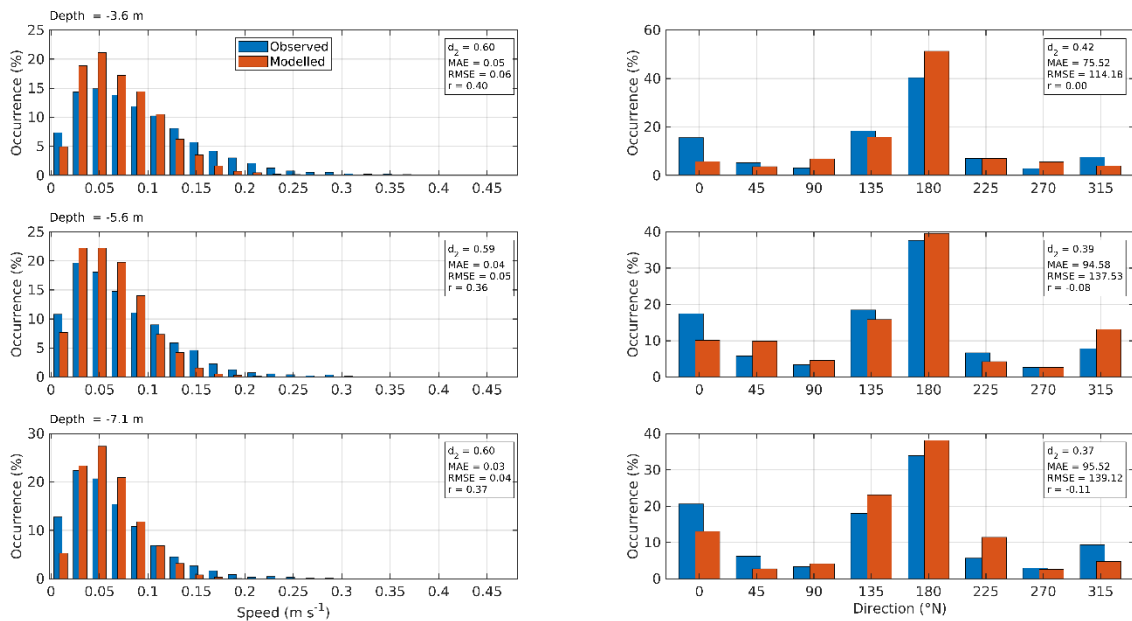 Depth = -3.6 m
Occurrence (%)
25
20
15
10
5
0
Observed
Modelled
d2 = 0.60
MAE = 0.05
RMSE = 0.06
r = 0.40
0 0.05 0.1 0.15 0.2 0.25 0.3 0.35 0.4 0.45
Occurrence (%)
60
40
20
0
d2 = 0.42
MAE = 75.52
RMSE = 114.18
r = 0.00
0 45 90 135 180 225 270 315
Depth = -5.6 m
Occurrence (%)
25
20
15
10
5
0
d2 = 0.59
MAE = 0.04
RMSE = 0.05
r = 0.36
0 0.05 0.1 0.15 0.2 0.25 0.3 0.35 0.4 0.45
Occurrence (%)
40
30
20
10
0
d2 = 0.39
MAE = 94.58
RMSE = 137.53
r = -0.08
0 45 90 135 180 225 270 315
Depth = -7.1 m
Occurrence (%)
30
20
10
0
d2 = 0.60
MAE = 0.03
RMSE = 0.04
r = 0.37
0 0.05 0.1 0.15 0.2 0.25 0.3 0.35 0.4 0.45
Speed (m s-1)
Occurrence (%)
40
30
20
10
0
d2 = 0.37
MAE = 95.52
RMSE = 139.12
r = -0.11
0 45 90 135 180 225 270 315
Direction (°N)